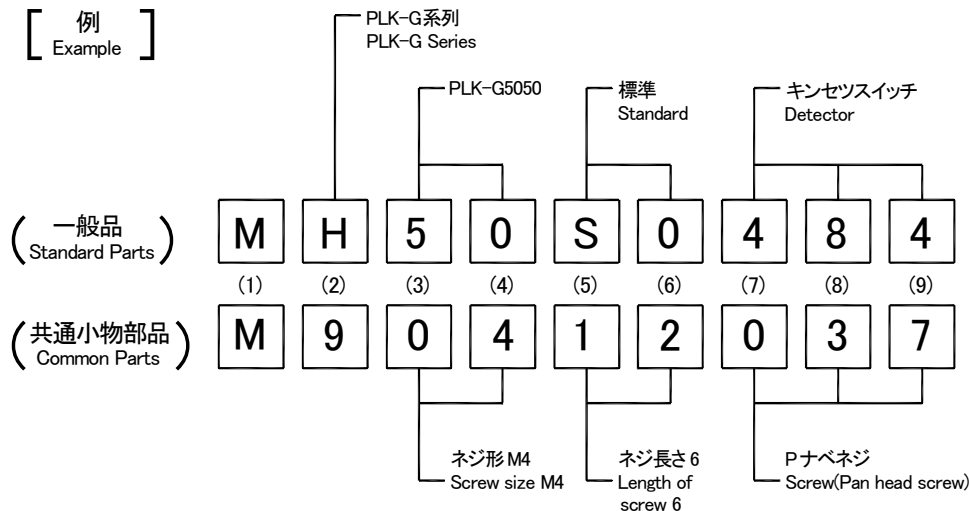 例
Example
PLK-G系列
PLK-G Series
PLK-G5050
標準
Standard
キンセツスイッチ
Detector
一般品
Standard Parts
M H 5 0 S 0 4 8 4
(1) (2) (3) (4) (5) (6) (7) (8) (9)
共通小物部品
Common Parts
M 9 0 4 1 2 0 3 7
ネジ形 M4
Screw size M4
ネジ長さ 6
Length of
screw 6
Pナベネジ
Screw(Pan head screw)